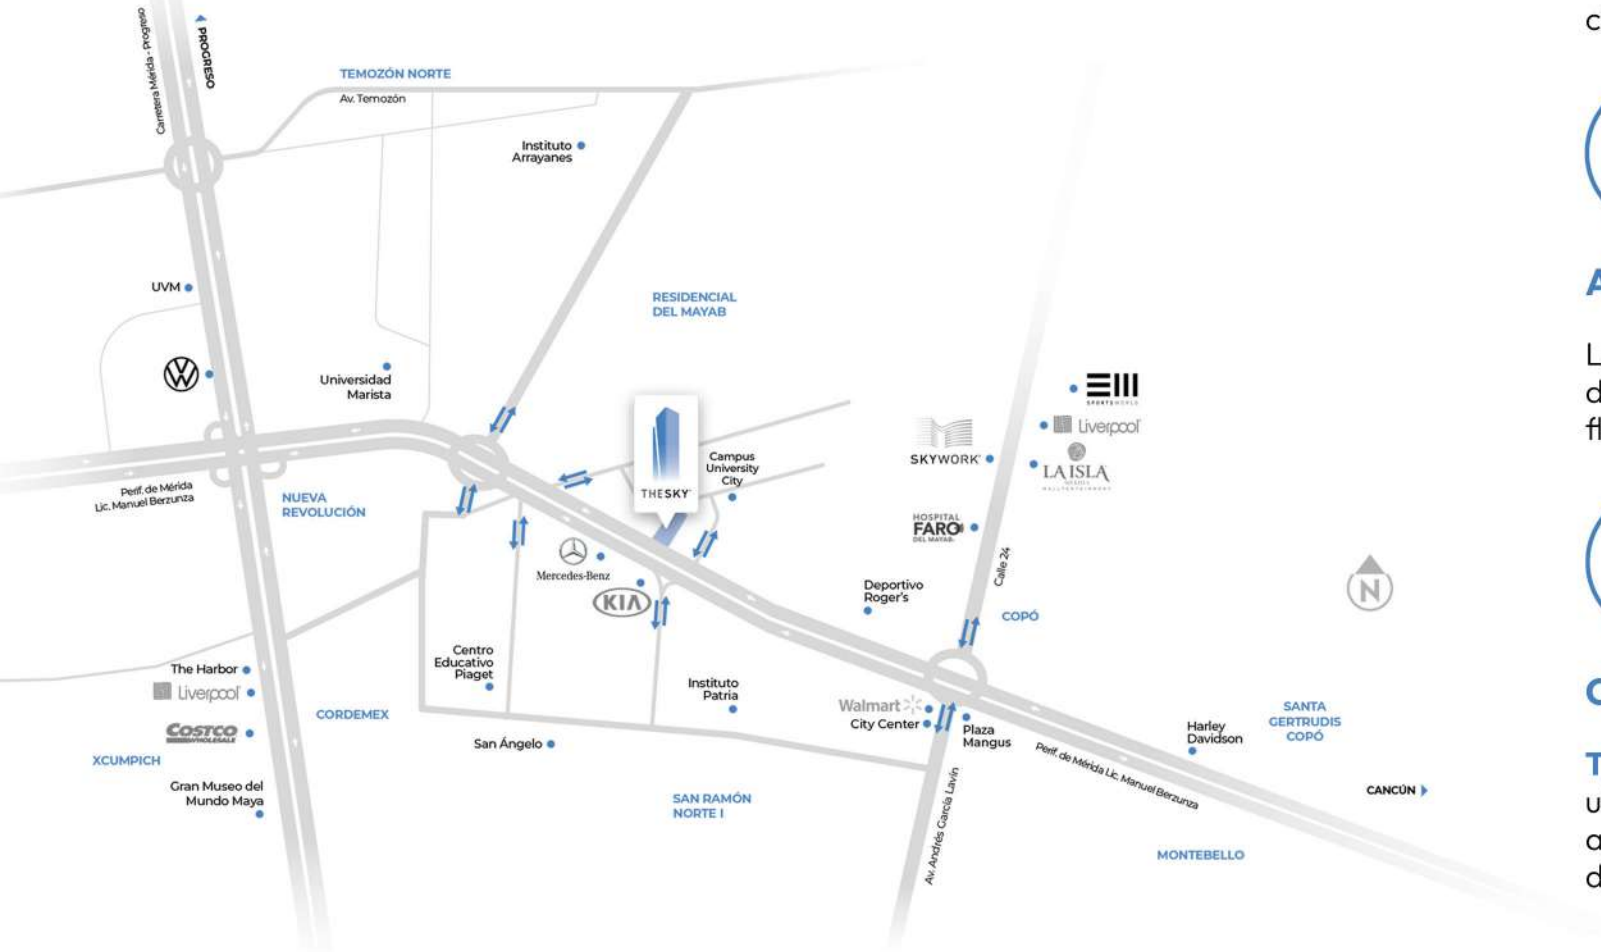 Carretera Mérida - Progreso
PROGRESO
TEMOZÓN NORTE
Av. Temozón
Instituto
Arrayanes
UVM
RESIDENCIAL
DEL MAYAB
Universidad
Marista
THESKY
Campus
University
City
SPORTSWORLD
Liverpool
SKYWORK
LA ISLA
MÉRIDA
HOSPITAL
FARO
DEL MAYAB
Calle 24
Perif. de Mérida
Lic. Manuel Berzunza
NUEVA
REVOLUCIÓN
Mercedes-Benz
KIA
Deportivo
Roger's
COPÓ
N
The Harbor
Liverpool
COSTCO
WHOLESALE
XCUMPICH
Gran Museo del
Mundo Maya
CORDEMEX
Centro
Educativo
Piaget
San Ángelo
Instituto
Patria
SAN RAMÓN
NORTE I
Walmart
City Center
Plaza
Mangus
Av. Andrés García Lavín
Perif. de Mérida Lic. Manuel Berzunza
Harley
Davidson
SANTA
GERTRUDIS
COPÓ
CANCÚN
MONTEBELLO